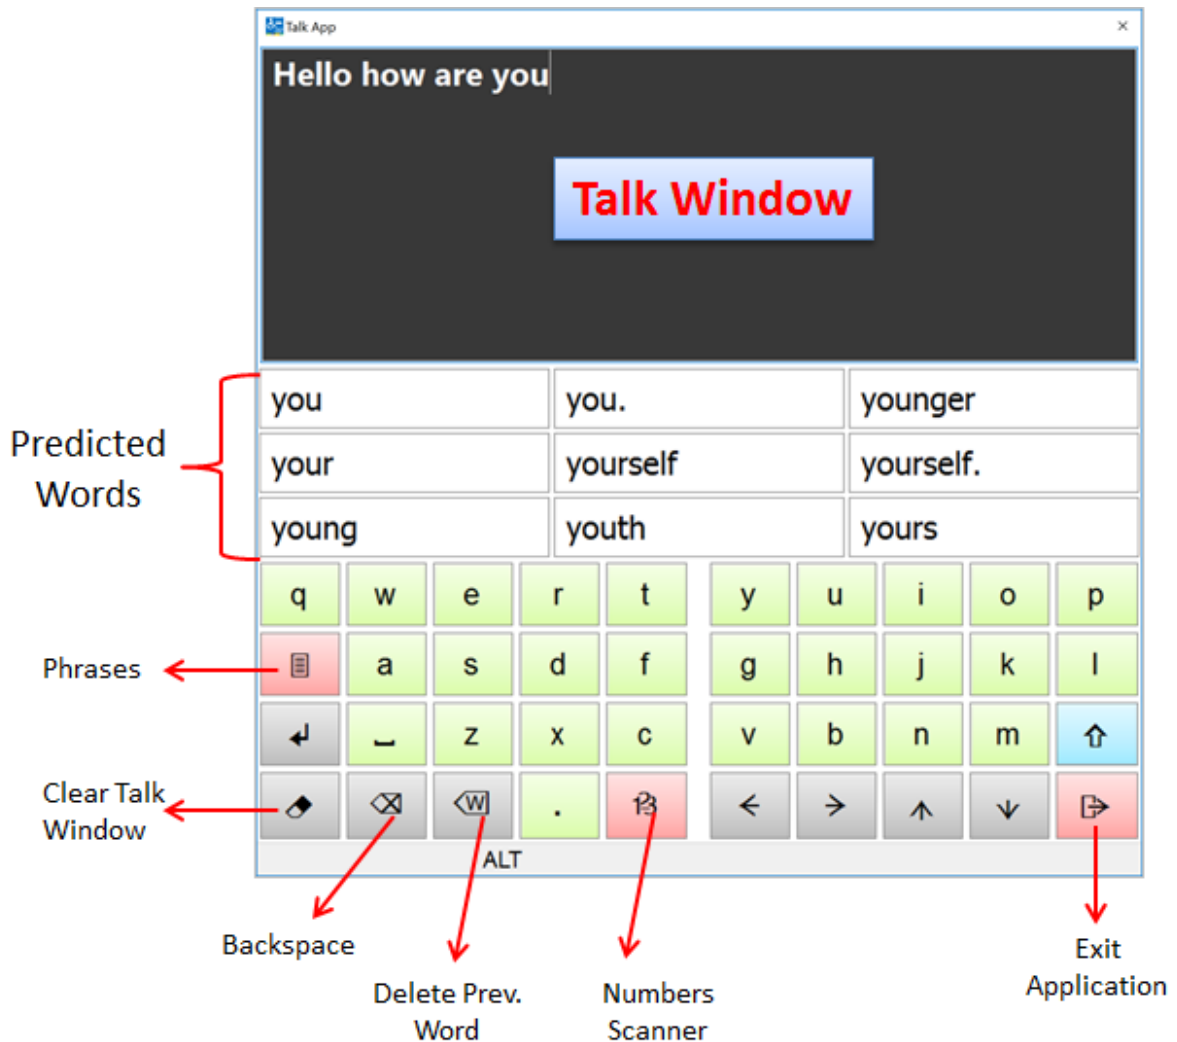 Talk App
Hello how are you
Talk Window
you you. younger
Predicted
Words
your yourself yourself.
young youth yours
q w e r t y u i o p
Phrases
a s d f g h j k l
z x c v b n m
Clear Talk
Window
W . 123
ALT
Backspace
Exit
Application
Delete Prev.
Word
Numbers
Scanner